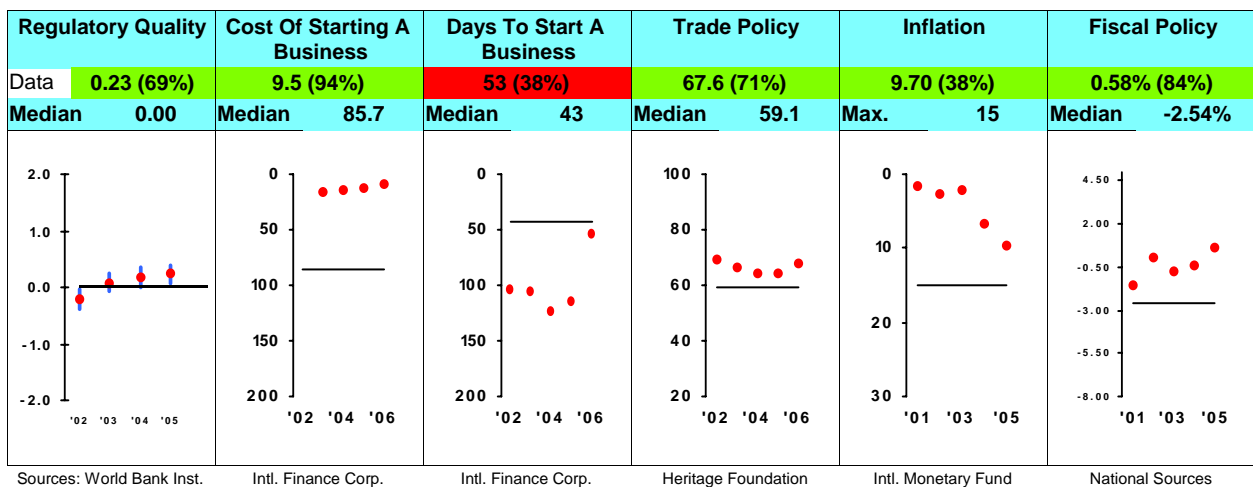 Regulatory Quality
Cost Of Starting A
Business
Days To Start A
Business
Trade Policy
Inflation
Fiscal Policy
Data 0.23 (69%)
9.5 (94%)
53 (38%)
67.6 (71%)
9.70 (38%)
0.58% (84%)
Median 0.00
Median 85.7
Median 43
Median 59.1
Max. 15
Median -2.54%
2.0
1.0
0.0
-1.0
-2.0
'02 '03 '04 '05
0
50
100
150
200
'02 '04 '06
0
50
100
150
200
'02 '04 '06
100
80
60
40
20
'02 '04 '06
0
10
15
20
30
'01 '03 '05
4.50
2.00
-0.50
-3.00
-5.50
-8.00
'01 '03 '05
Sources: World Bank Inst.
Intl. Finance Corp.
Intl. Finance Corp.
Heritage Foundation
Intl. Monetary Fund
National Sources